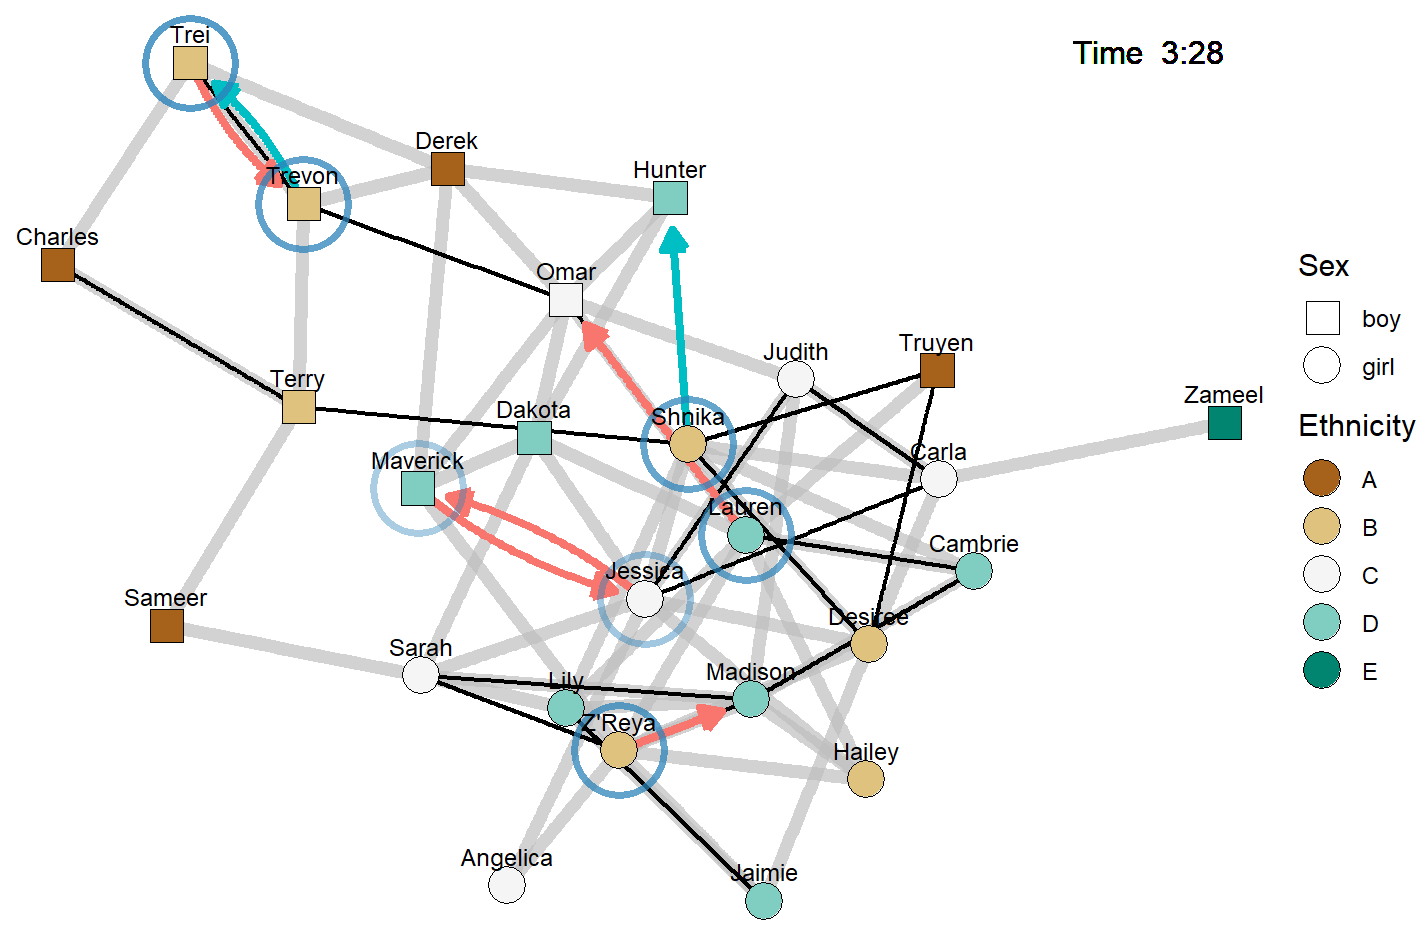 Trei
Time 3:28
Derek
Hunter
Trevon
Charles
Omar
Sex
boy
girl
Judith
Truyen
Terry
Dakota
Shnika
Zameel
Ethnicity
Maverick
Carla
A
Lauren
B
Cambrie
Jessica
C
Sameer
Desiree
D
Sarah
Lily
Madison
E
Z'Reya
Hailey
Angelica
Jaimie